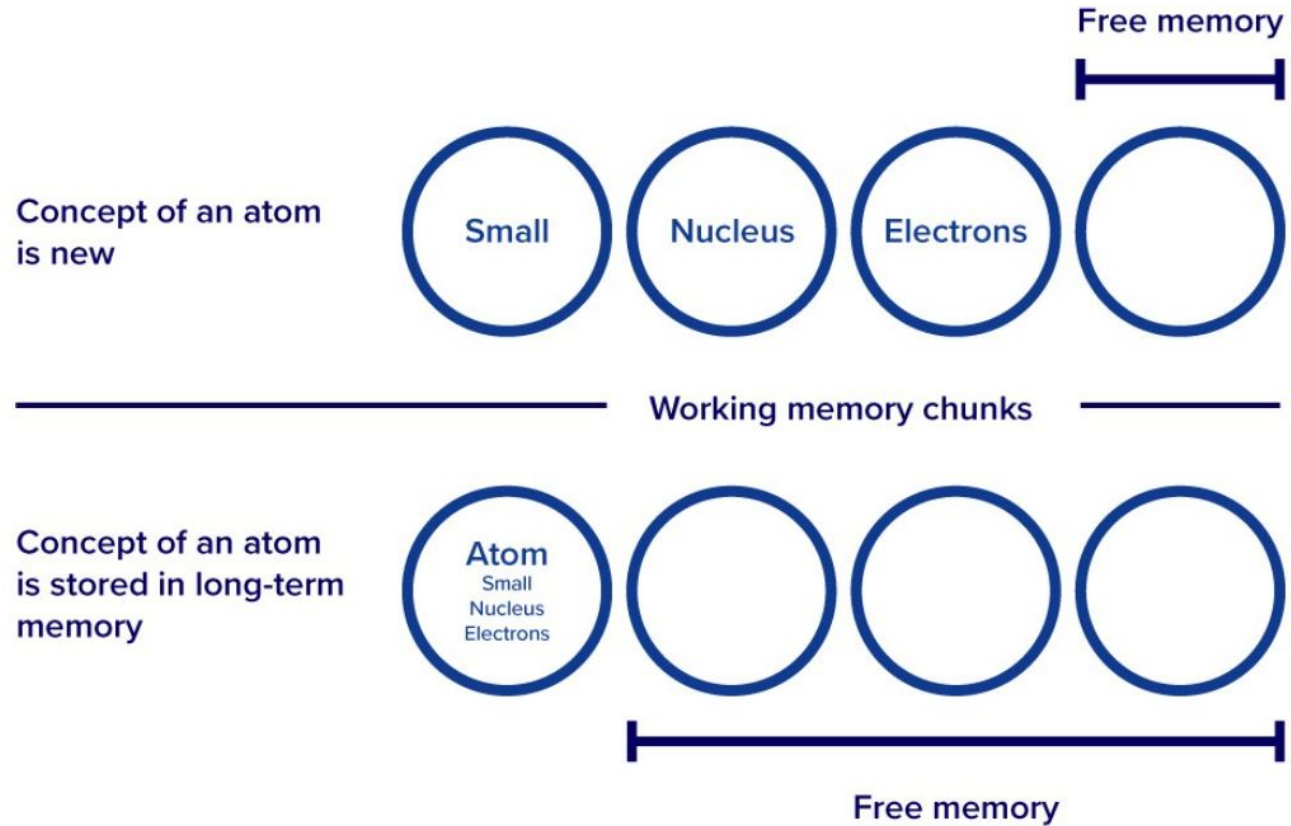 Free memory
Concept of an atom
is new
Small
Nucleus
Electrons
Working memory chunks
Concept of an atom
is stored in long-term
memory
Atom
Small
Nucleus
Electrons
Free memory